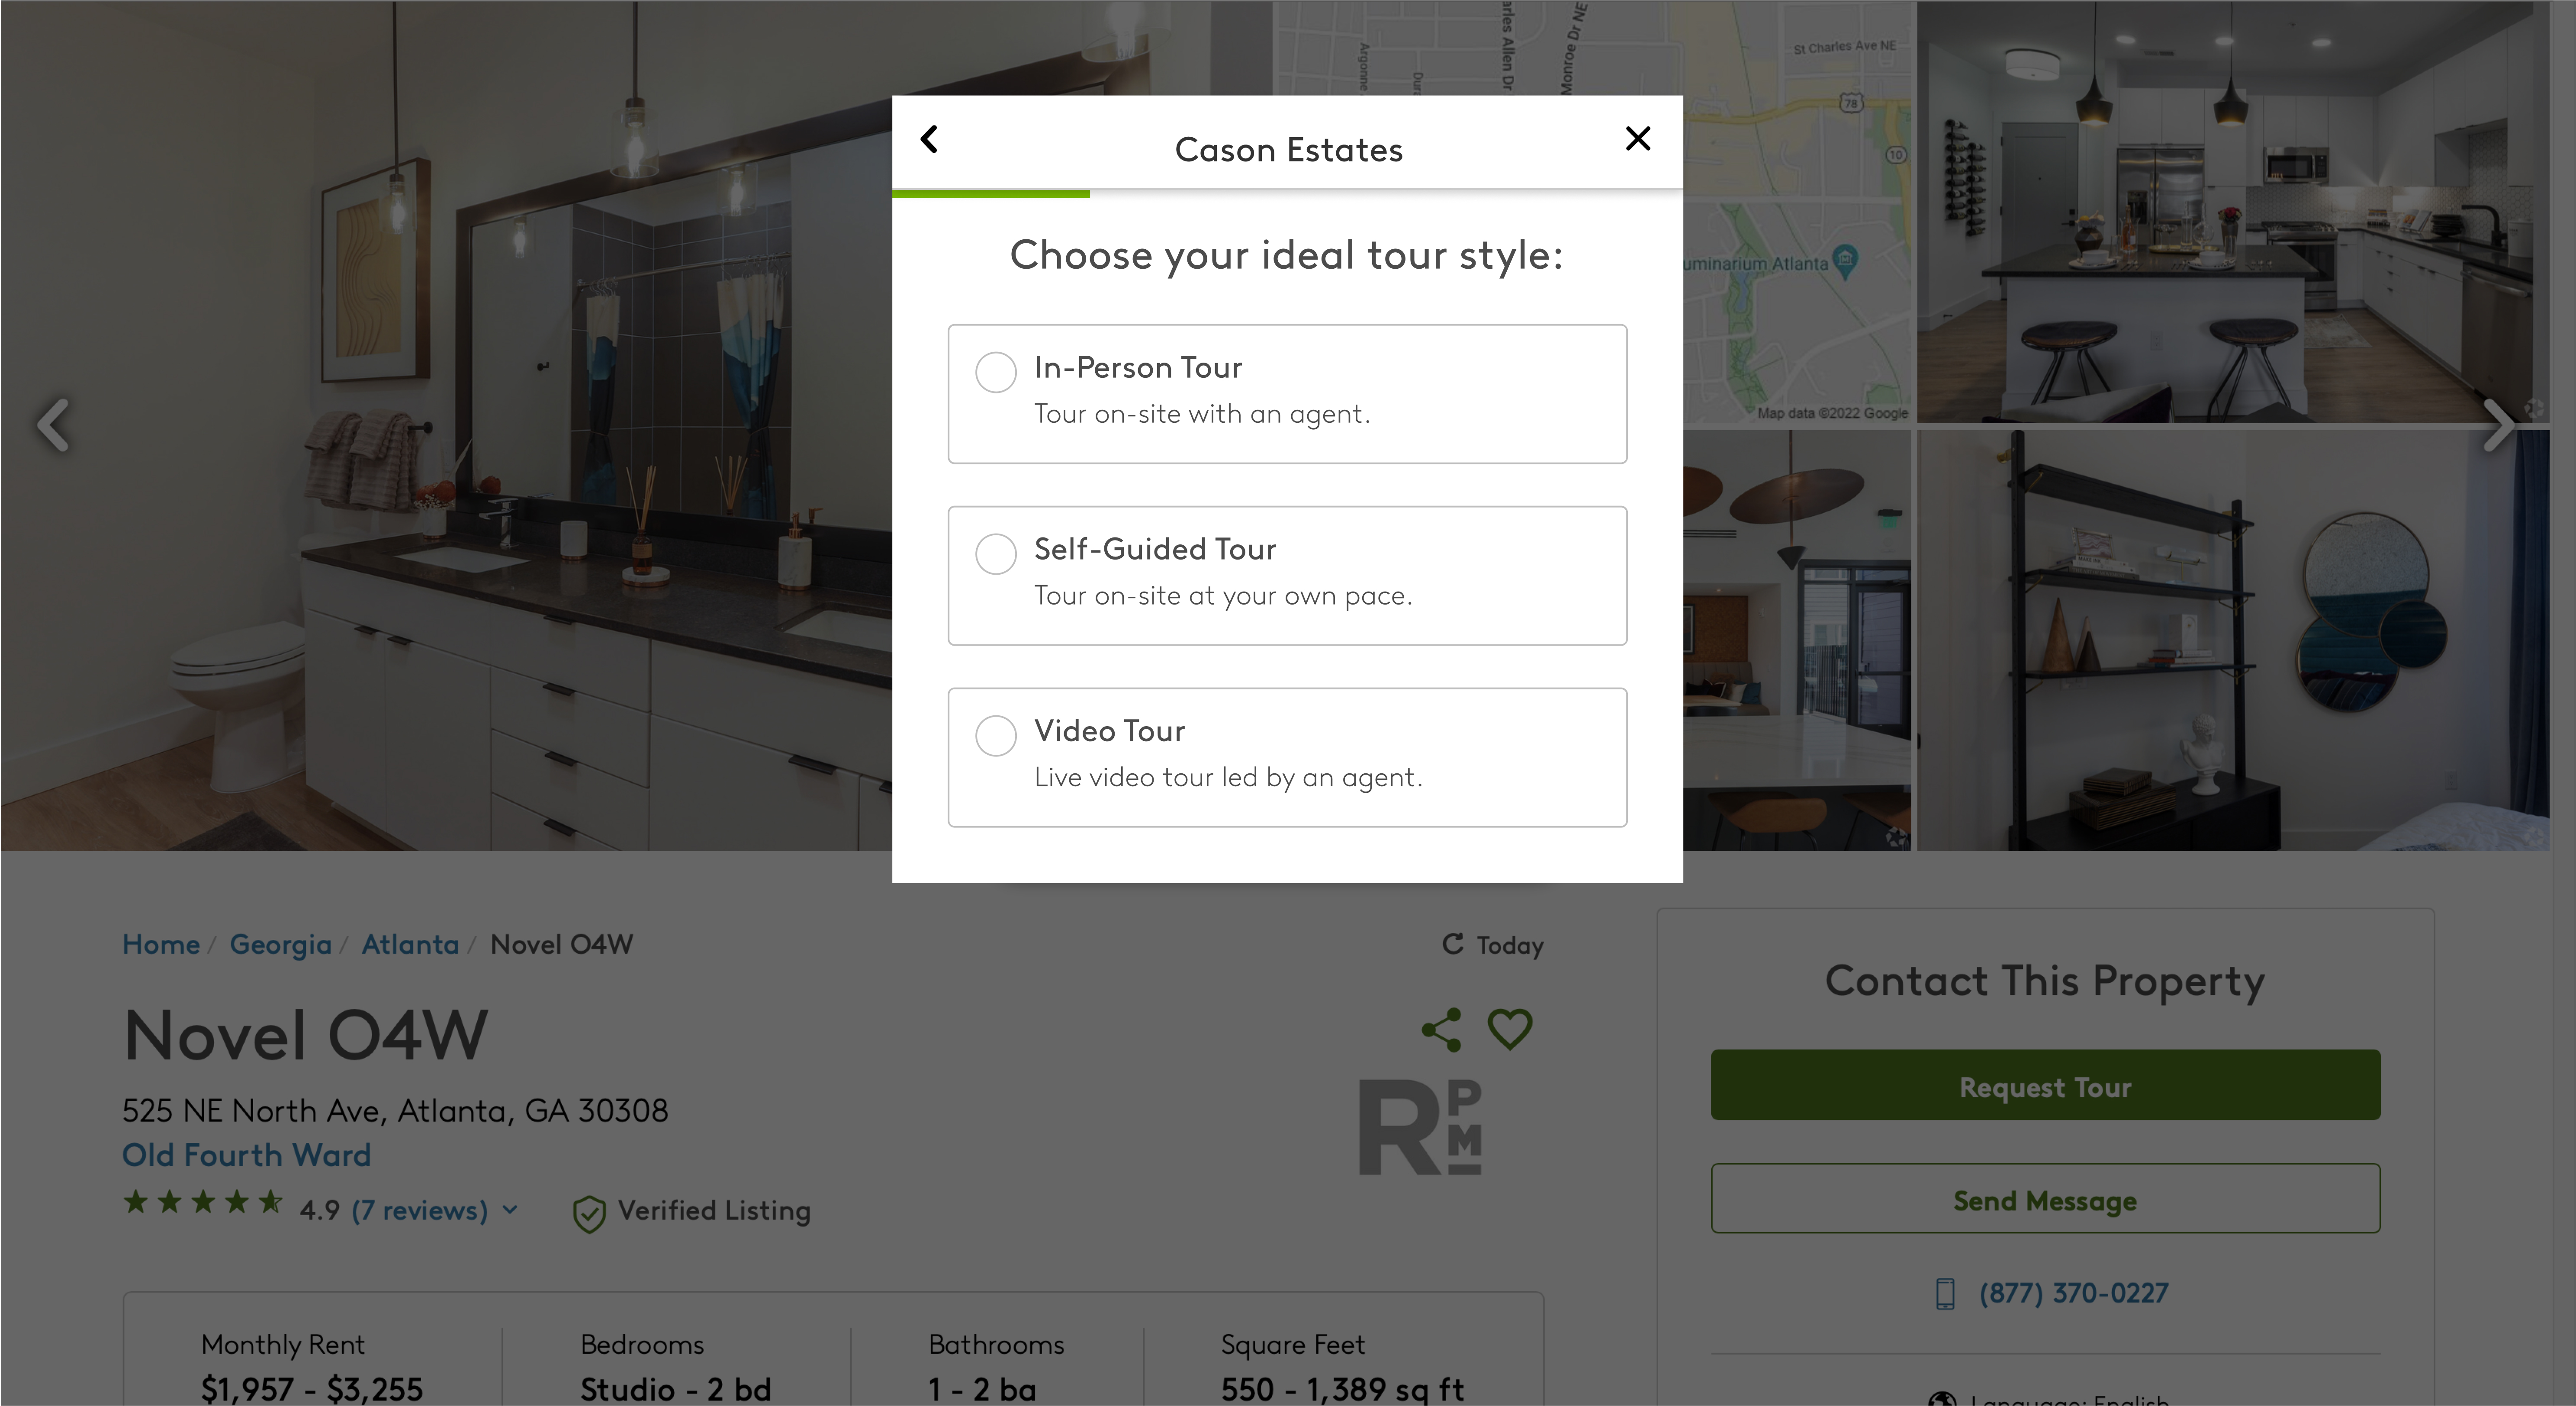 Argonne
Charles Allen Dr
Monroe Dr NE
St Charles Ave NE
78
10
uminarium Atlanta
Map data ©2022 Google
Cason Estates
Choose your ideal tour style:
In-Person Tour
Tour on-site with an agent.
Self-Guided Tour
Tour on-site at your own pace.
Video Tour
Live video tour led by an agent.
Home / Georgia / Atlanta / Novel O4W
Today
Novel O4W
525 NE North Ave, Atlanta, GA 30308
Old Fourth Ward
4.9 (7 reviews)
Verified Listing
RPM
Contact This Property
Request Tour
Send Message
(877) 370-0227
Language: English
Monthly Rent
$1,957 - $3,255
Bedrooms
Studio - 2 bd
Bathrooms
1 - 2 ba
Square Feet
550 - 1,389 sq ft